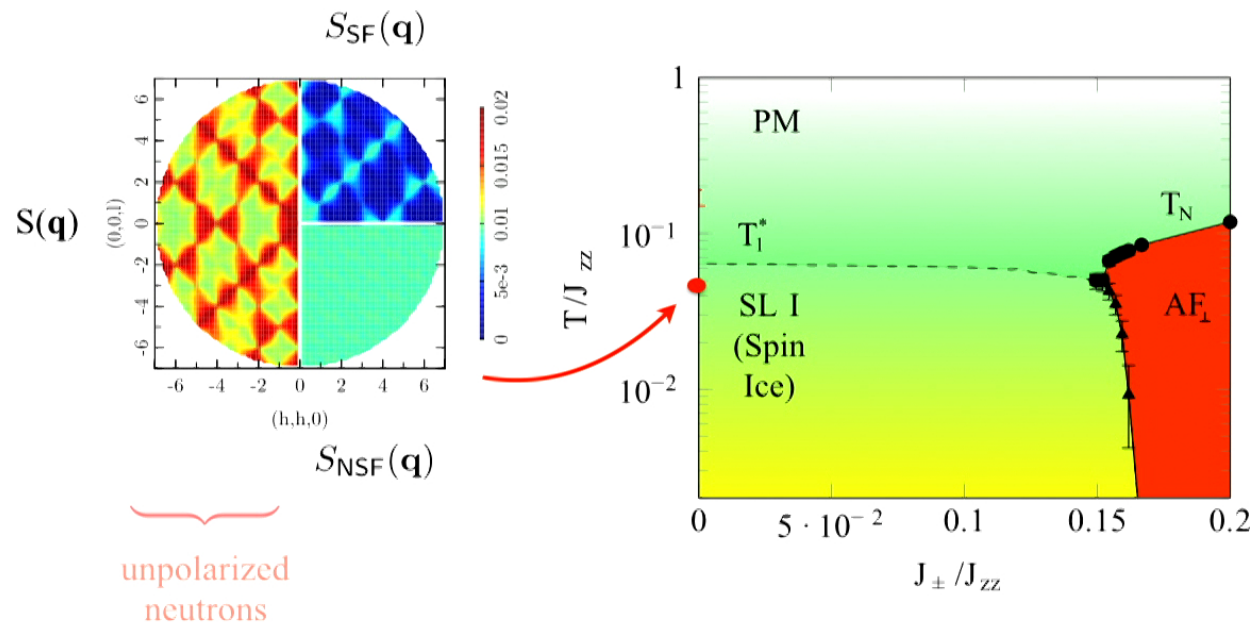 S_SF(q)
S(q)
(0,0,l)
6
4
2
0
-2
-4
-6
-6 -4 -2 0 2 4 6
(h,h,0)
0 5e-3 0.01 0.015 0.02
S_NSF(q)
unpolarized
neutrons
1
10⁻¹
10⁻²
T/J_zz
PM
T_N
T*_1
SL I
(Spin
Ice)
AF_⊥
0 5 · 10⁻² 0.1 0.15 0.2
J_± /J_zz